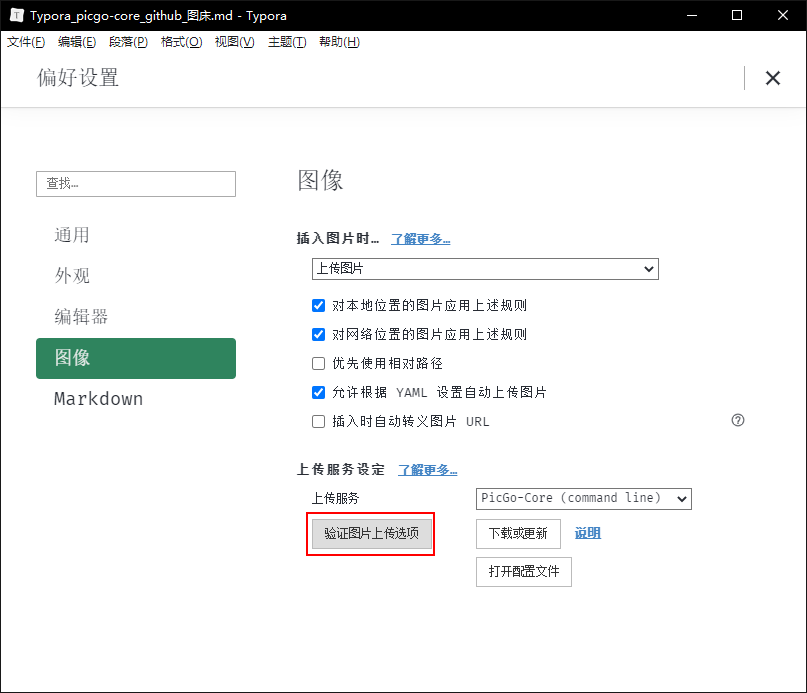 Typora_picgo-core_github_图床.md - Typora
文件(F) 编辑(E) 段落(P) 格式(O) 视图(V) 主题(T) 帮助(H)
偏好设置
查找…
通用
外观
编辑器
图像
Markdown
图像
插入图片时… 了解更多…
上传图片
对本地位置的图片应用上述规则
对网络位置的图片应用上述规则
优先使用相对路径
允许根据 YAML 设置自动上传图片
插入时自动转义图片 URL
上传服务设定 了解更多…
上传服务 PicGo-Core (command line)
验证图片上传选项 下载或更新 说明
打开配置文件